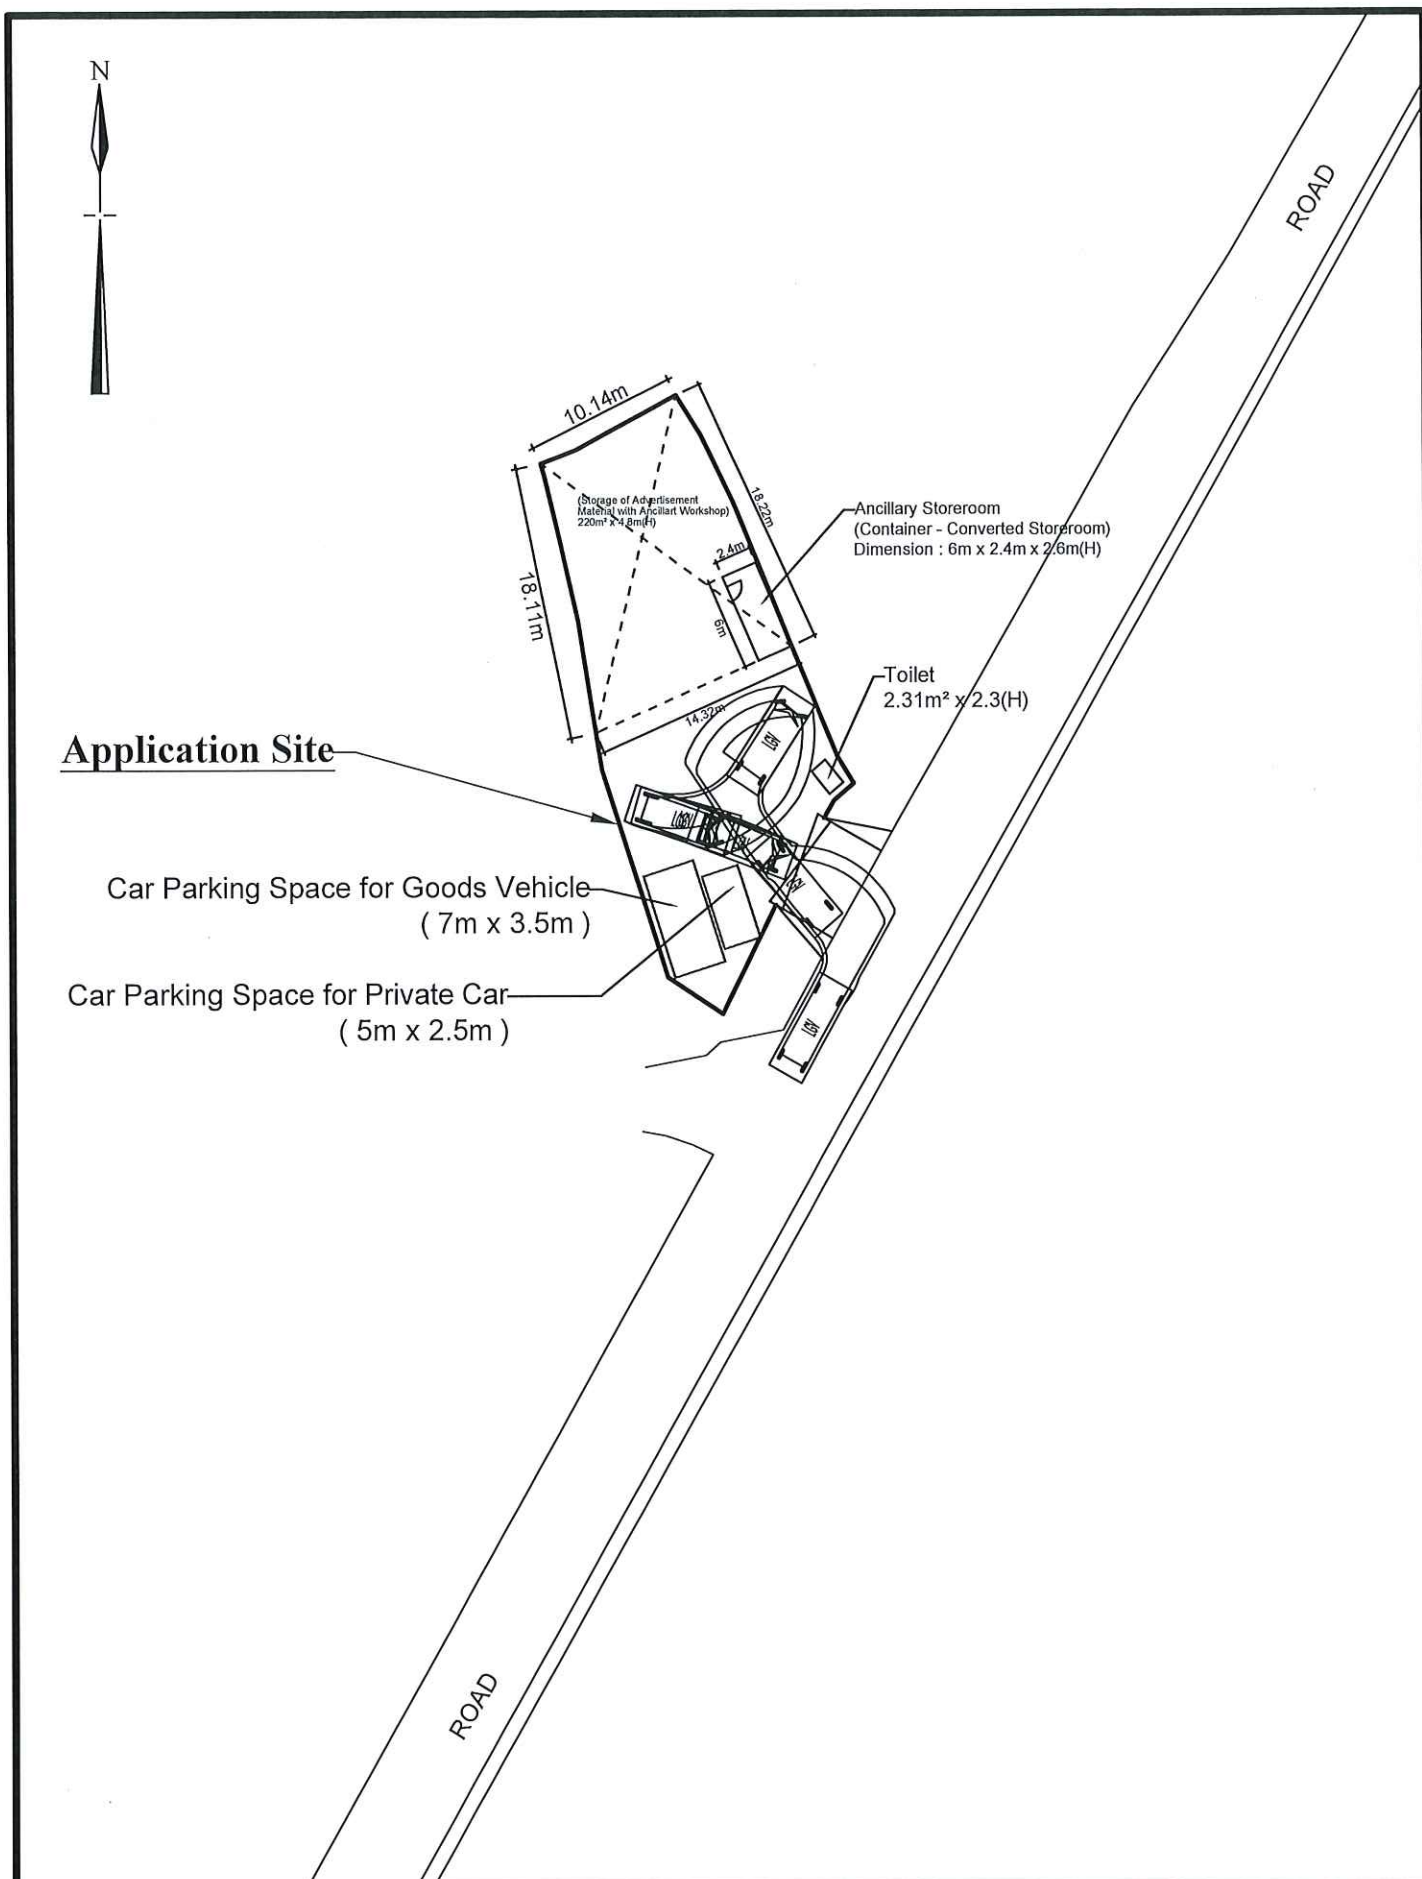 N
ROAD
10.14m
18.22m
(Storage of Advertisement
Material with Ancillart Workshop)
220m² x 4.8m(H)
Ancillary Storeroom
(Container - Converted Storeroom)
Dimension : 6m x 2.4m x 2.6m(H)
2.4m
6m
18.11m
Toilet
2.31m² x 2.3(H)
14.32m
LGV
Application Site
Car Parking Space for Goods Vehicle
( 7m x 3.5m )
Car Parking Space for Private Car
( 5m x 2.5m )
LGV
ROAD